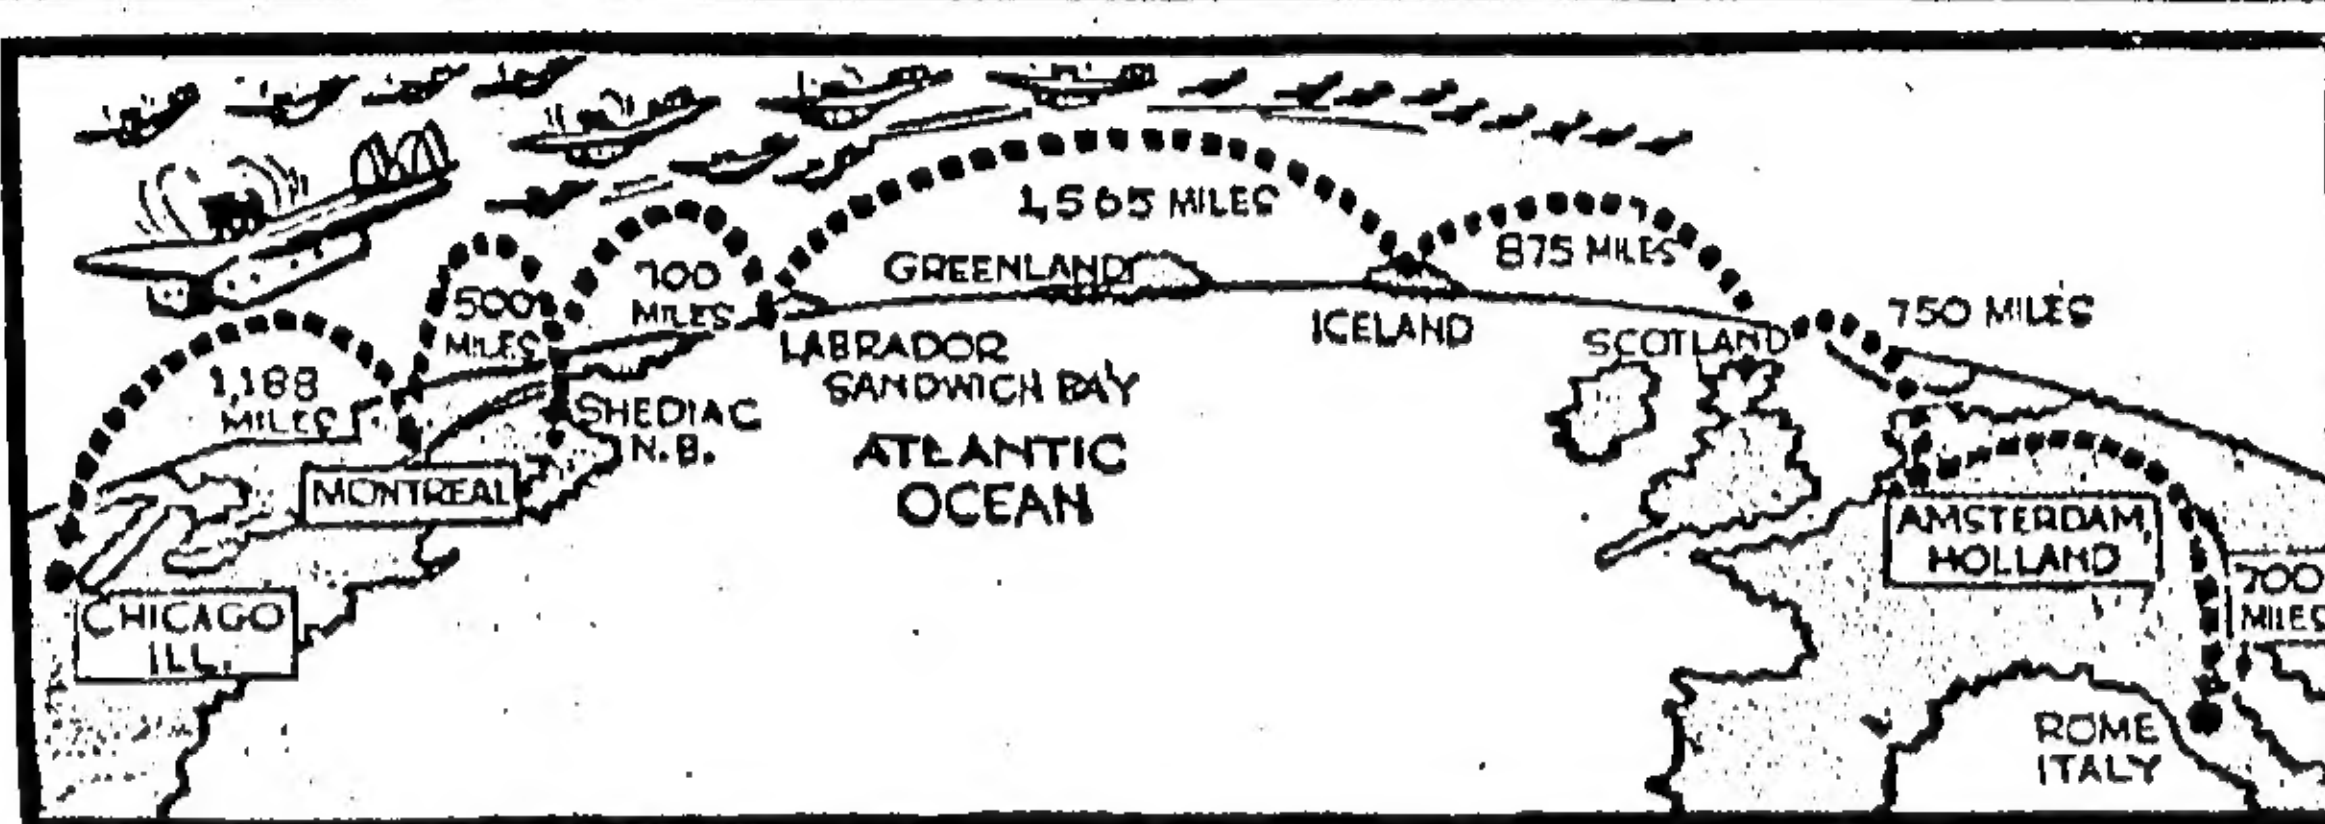 1,188
MILES
500
MILES
700
MILES
1,565 MILES
875 MILES
750 MILES
GREENLAND
ICELAND
SCOTLAND
LABRADOR
SANDWICH BAY
SHEDIAC
N.B.
MONTREAL
ATLANTIC
OCEAN
CHICAGO
ILL.
AMSTERDAM,
HOLLAND
700
MILES
ROME
ITALY